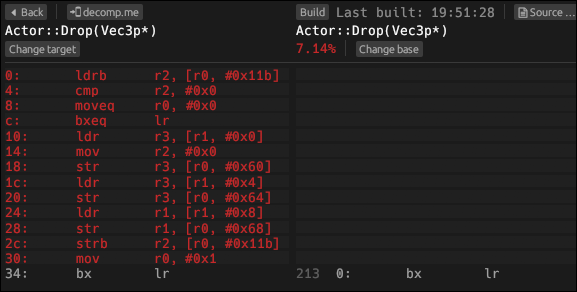 Back decomp.me Build Last built: 19:51:28 Source ...
Actor::Drop(Vec3p*) Actor::Drop(Vec3p*)
Change target 7.14% Change base
0: ldrb r2, [r0, #0x11b]
4: cmp r2, #0x0
8: moveq r0, #0x0
c: bxeq lr
10: ldr r3, [r1, #0x0]
14: mov r2, #0x0
18: str r3, [r0, #0x60]
1c: ldr r3, [r1, #0x4]
20: str r3, [r0, #0x64]
24: ldr r1, [r1, #0x8]
28: str r1, [r0, #0x68]
2c: strb r2, [r0, #0x11b]
30: mov r0, #0x1
34: bx lr 213 0: bx lr